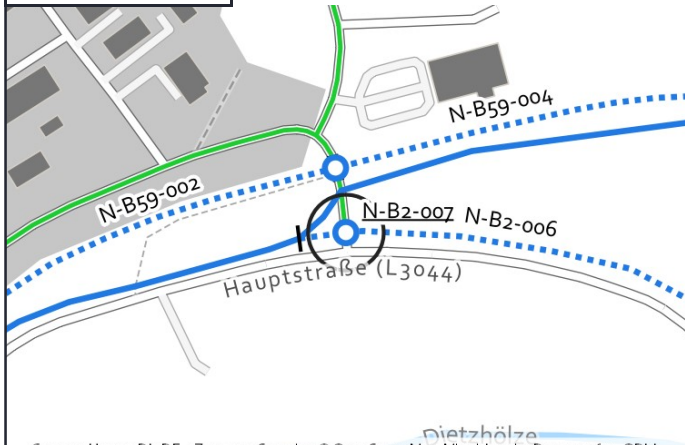 N-B59-004
N-B59-002
N-B2-007 N-B2-006
Hauptstraße (L3044)
Dietzhölze